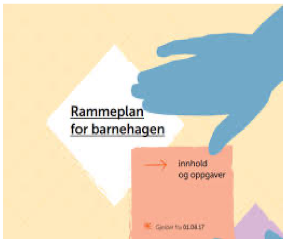 Rammeplan
for barnehagen
innhold
og oppgaver
Gjelder fra 01.08.17